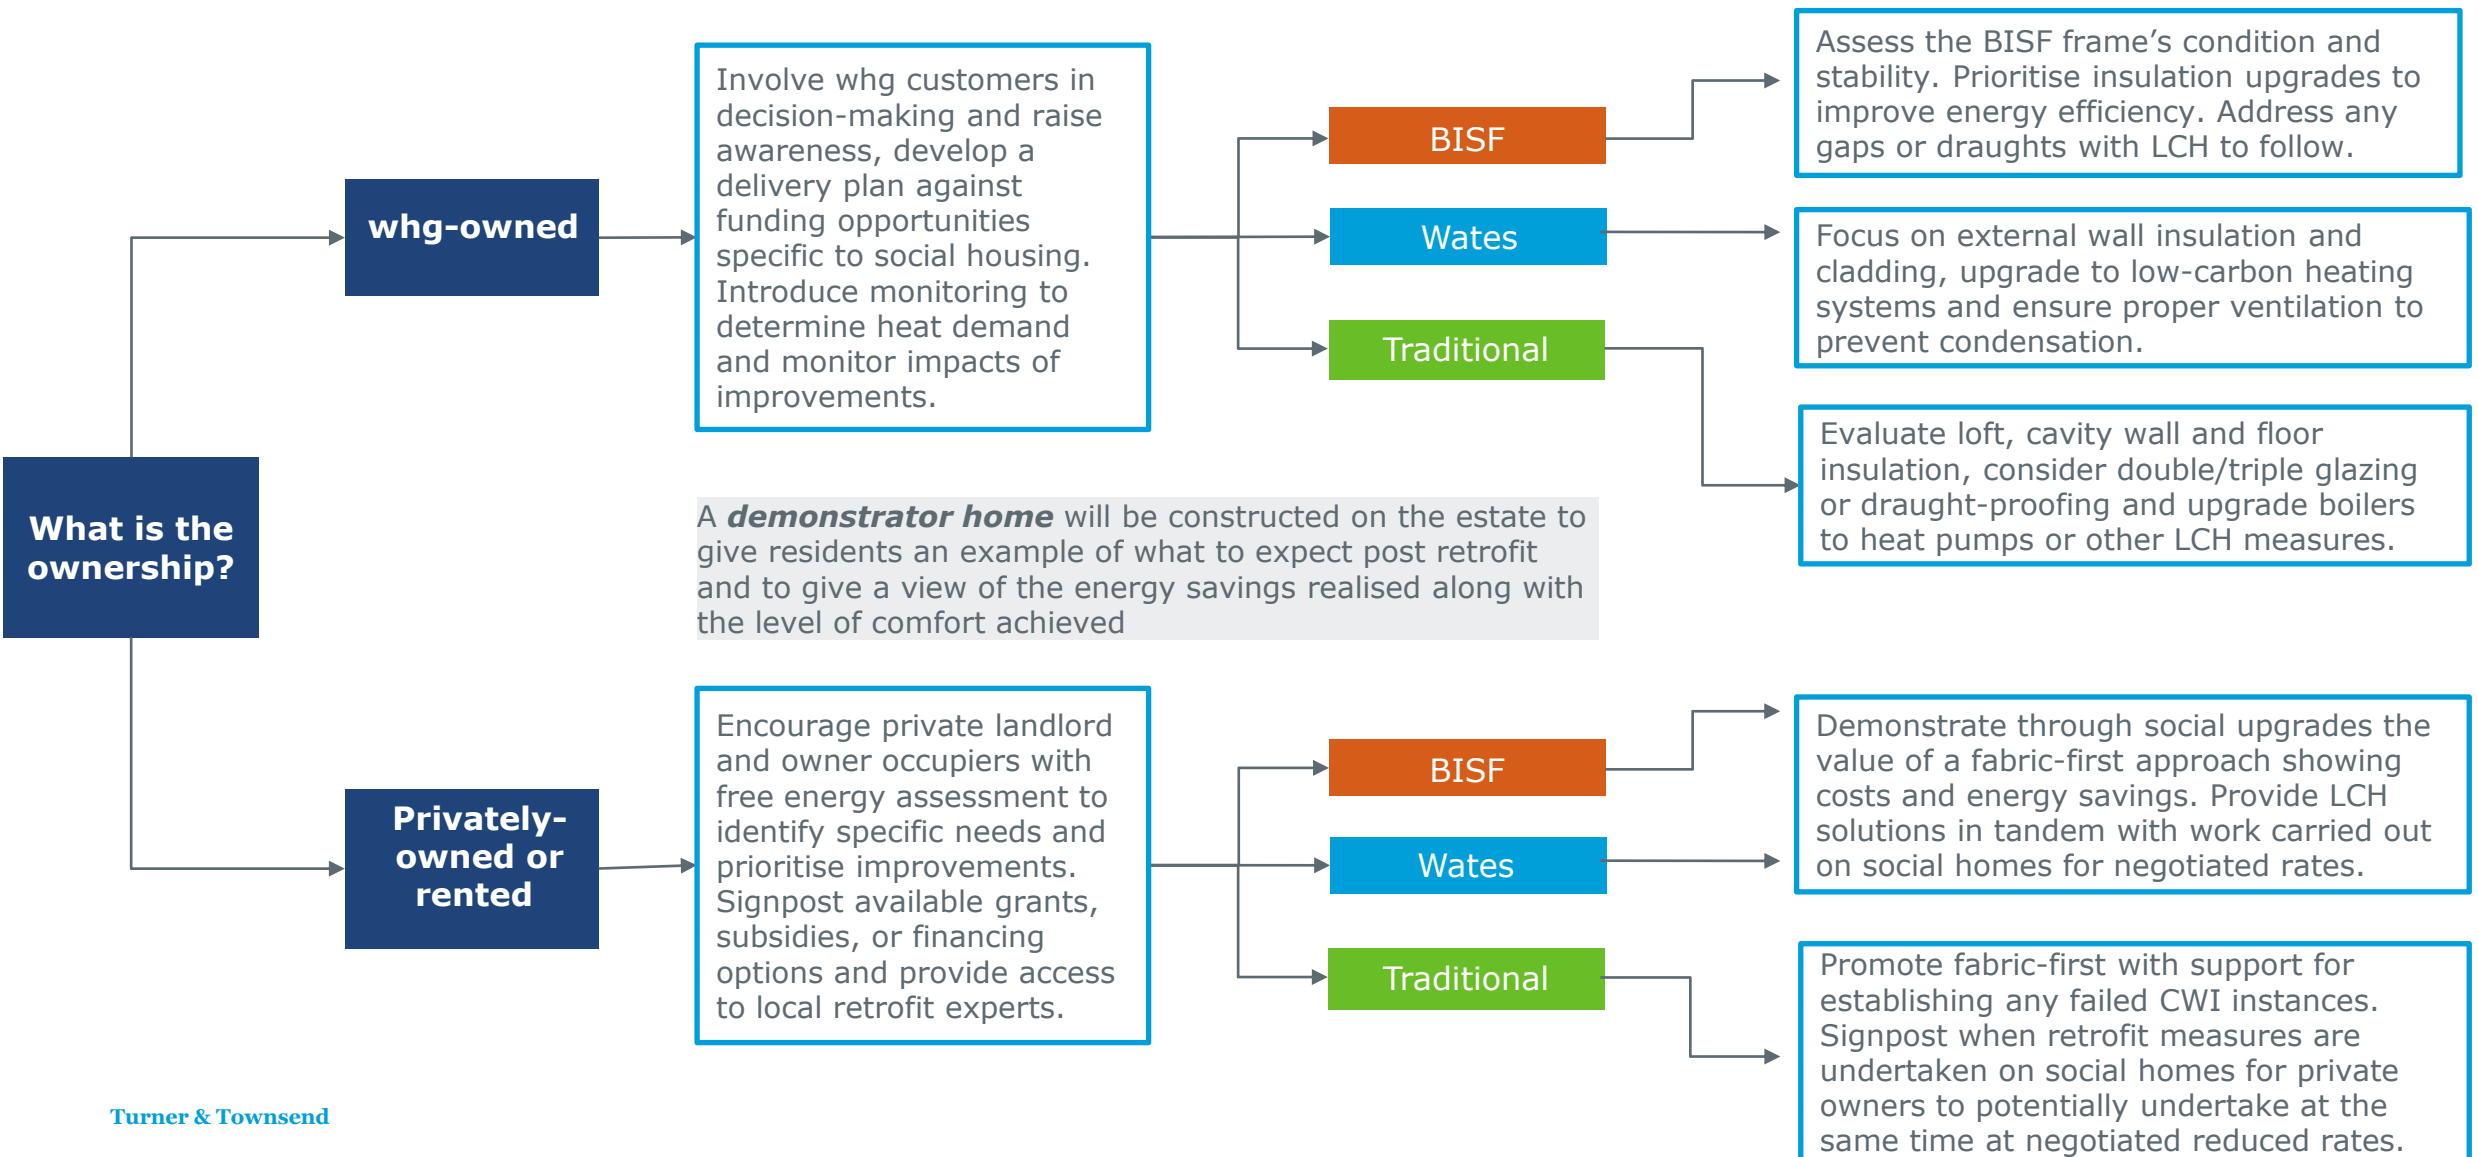 What is the
ownership?
whg-owned
Involve whg customers in
decision-making and raise
awareness, develop a
delivery plan against
funding opportunities
specific to social housing.
Introduce monitoring to
determine heat demand
and monitor impacts of
improvements.
BISF
Wates
Traditional
Assess the BISF frame’s condition and
stability. Prioritise insulation upgrades to
improve energy efficiency. Address any
gaps or draughts with LCH to follow.
Focus on external wall insulation and
cladding, upgrade to low-carbon heating
systems and ensure proper ventilation to
prevent condensation.
Evaluate loft, cavity wall and floor
insulation, consider double/triple glazing
or draught-proofing and upgrade boilers
to heat pumps or other LCH measures.
A demonstrator home will be constructed on the estate to
give residents an example of what to expect post retrofit
and to give a view of the energy savings realised along with
the level of comfort achieved
Privately-
owned or
rented
Encourage private landlord
and owner occupiers with
free energy assessment to
identify specific needs and
prioritise improvements.
Signpost available grants,
subsidies, or financing
options and provide access
to local retrofit experts.
BISF
Wates
Traditional
Demonstrate through social upgrades the
value of a fabric-first approach showing
costs and energy savings. Provide LCH
solutions in tandem with work carried out
on social homes for negotiated rates.
Promote fabric-first with support for
establishing any failed CWI instances.
Signpost when retrofit measures are
undertaken on social homes for private
owners to potentially undertake at the
same time at negotiated reduced rates.
Turner & Townsend